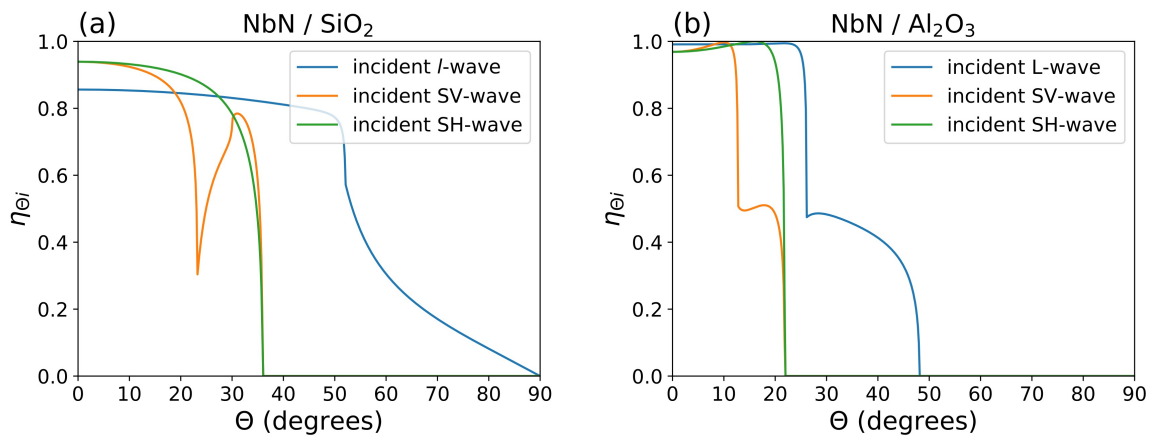 (a) NbN / SiO₂
incident l-wave
incident SV-wave
incident SH-wave
1.0
0.8
0.6
0.4
0.2
0.0
0 10 20 30 40 50 60 70 80 90
ηΘi
Θ (degrees)
(b) NbN / Al₂O₃
incident L-wave
incident SV-wave
incident SH-wave
1.0
0.8
0.6
0.4
0.2
0.0
0 10 20 30 40 50 60 70 80 90
ηΘi
Θ (degrees)